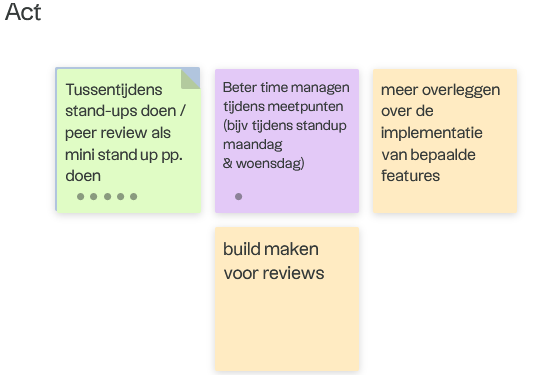 Act
Tussentijdens
stand-ups doen /
peer review als
mini stand up pp.
doen
Beter time managen
tijdens meetpunten
(bijv tijdens standup
maandag
& woensdag)
meer overleggen
over de
implementatie
van bepaalde
features
build maken
voor reviews